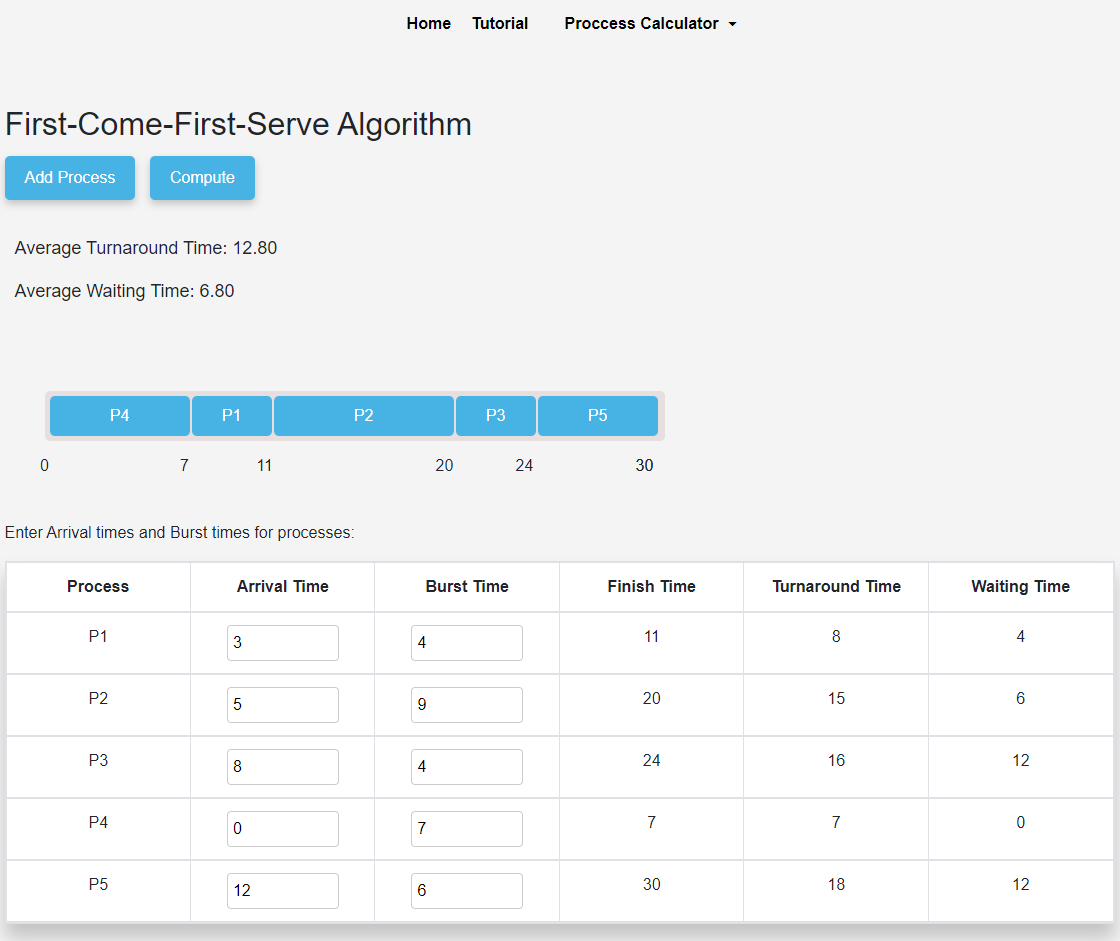 Home Tutorial Proccess Calculator
First-Come-First-Serve Algorithm
Add Process Compute
Average Turnaround Time: 12.80
Average Waiting Time: 6.80
P4 P1 P2 P3 P5
0 7 11 20 24 30
Enter Arrival times and Burst times for processes:
Process Arrival Time Burst Time Finish Time Turnaround Time Waiting Time
P1 3 4 11 8 4
P2 5 9 20 15 6
P3 8 4 24 16 12
P4 0 7 7 7 0
P5 12 6 30 18 12